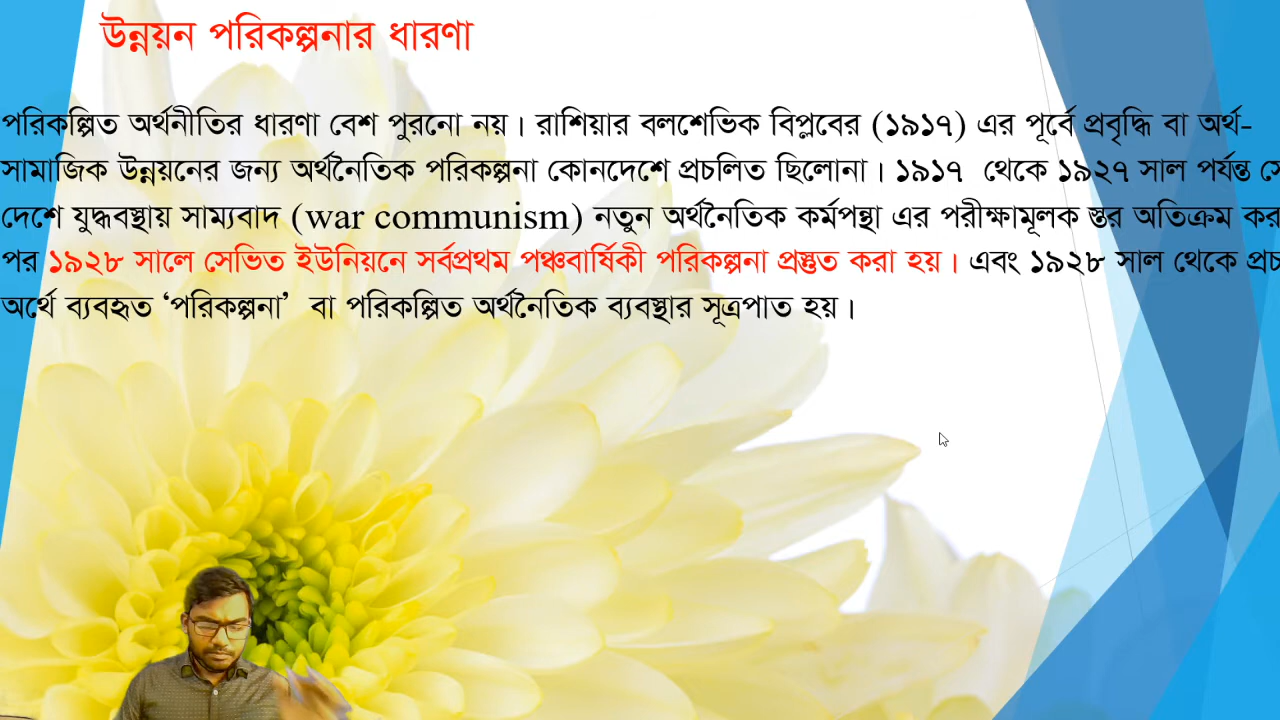 উন্নয়ন পরিকল্পনার ধারণা
পরিকল্পিত অর্থনীতির ধারণা বেশ পুরনো নয়। রাশিয়ার বলশেভিক বিপ্লবের (১৯১৭) এর পূর্বে প্রবৃদ্ধি বা অর্থ-
সামাজিক উন্নয়নের জন্য অর্থনৈতিক পরিকল্পনা কোনদেশে প্রচলিত ছিলোনা। ১৯১৭ থেকে ১৯২৭ সাল পর্যন্ত
দেশে যুদ্ধবস্থায় সাম্যবাদ (war communism) নতুন অর্থনৈতিক কর্মপন্থা এর পরীক্ষামূলক স্তর অতিক্রম
পর ১৯২৮ সালে সেভিত ইউনিয়নে সর্বপ্রথম পঞ্চবার্ষিকী পরিকল্পনা প্রস্তুত করা হয়। এবং ১৯২৮ সাল থেকে
অর্থে ব্যবহৃত ‘পরিকল্পনা’ বা পরিকল্পিত অর্থনৈতিক ব্যবস্থার সূত্রপাত হয়।